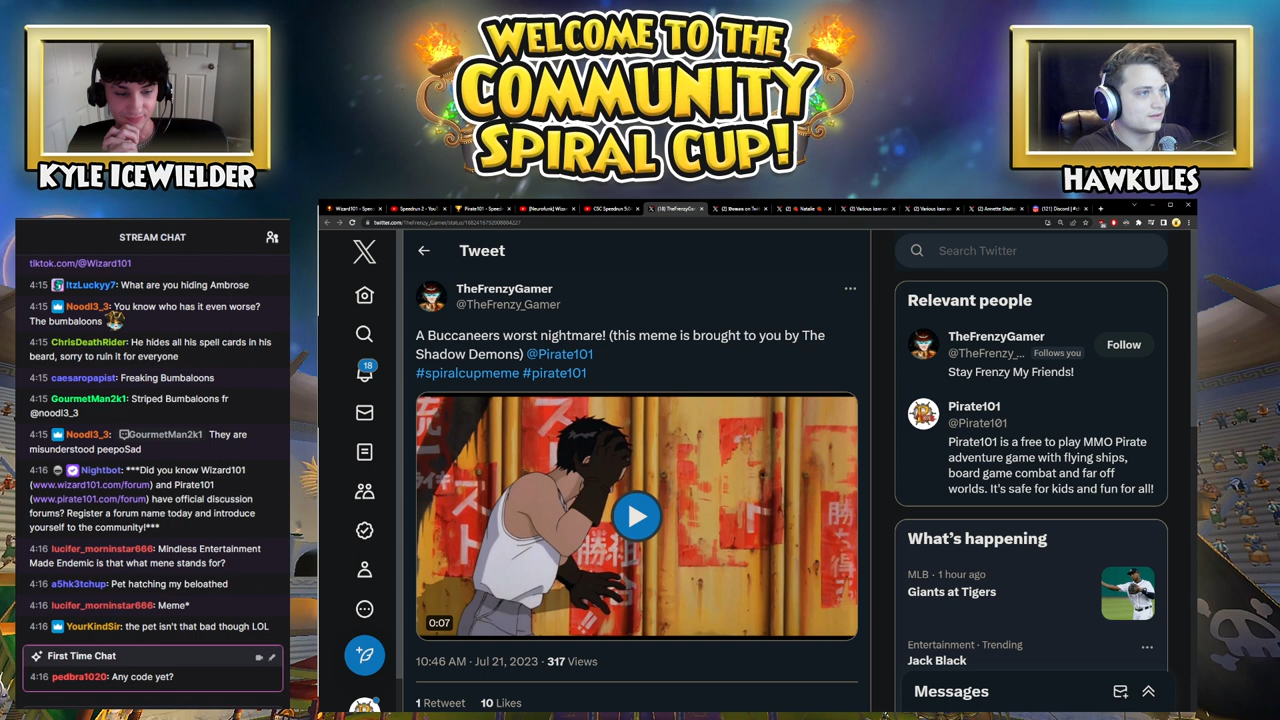 WELCOME TO THE
COMMUNITY
SPIRAL CUP!
KYLE ICEWIELDER
HAWKULES
STREAM CHAT
tiktok.com/@Wizard101
4:15 ItzLuckyy7: What are you hiding Ambrose
4:15 Noodl3_3: You know who has it even worse?
The bumbaloons
4:15 ChrisDeathRider: He hides all his spell cards in his
beard, sorry to ruin it for everyone
4:15 caesaropapist: Freaking Bumbaloons
4:15 GourmetMan2k1: Striped Bumbaloons fr
@noodl3_3
4:15 Noodl3_3: GourmetMan2k1 They are
misunderstood peepoSad
4:16 Nightbot: ***Did you know Wizard101
(www.wizard101.com/forum) and Pirate101
(www.pirate101.com/forum) have official discussion
forums? Register a forum name today and introduce
yourself to the community!***
4:16 lucifer_morninstar666: Mindless Entertainment
Made Endemic is that what mene stands for?
4:16 a5hk3tchup: Pet hatching my beloathed
4:16 lucifer_morninstar666: Meme*
4:16 YourKindSir: the pet isn't that bad though LOL
First Time Chat
4:16 pedbra1020: Any code yet?
18
Tweet
TheFrenzyGamer
@TheFrenzy_Gamer
A Buccaneers worst nightmare! (this meme is brought to you by The
Shadow Demons) @Pirate101
#spiralcupmeme #pirate101
0:07
10:46 AM · Jul 21, 2023 · 317 Views
1 Retweet 10 Likes
Search Twitter
Relevant people
TheFrenzyGamer
@TheFrenzy_... Follows you
Follow
Stay Frenzy My Friends!
Pirate101
@Pirate101
Pirate101 is a free to play MMO Pirate
adventure game with flying ships,
board game combat and far off
worlds. It's safe for kids and fun for all!
What's happening
MLB · 1 hour ago
Giants at Tigers
Entertainment · Trending
Jack Black
Messages